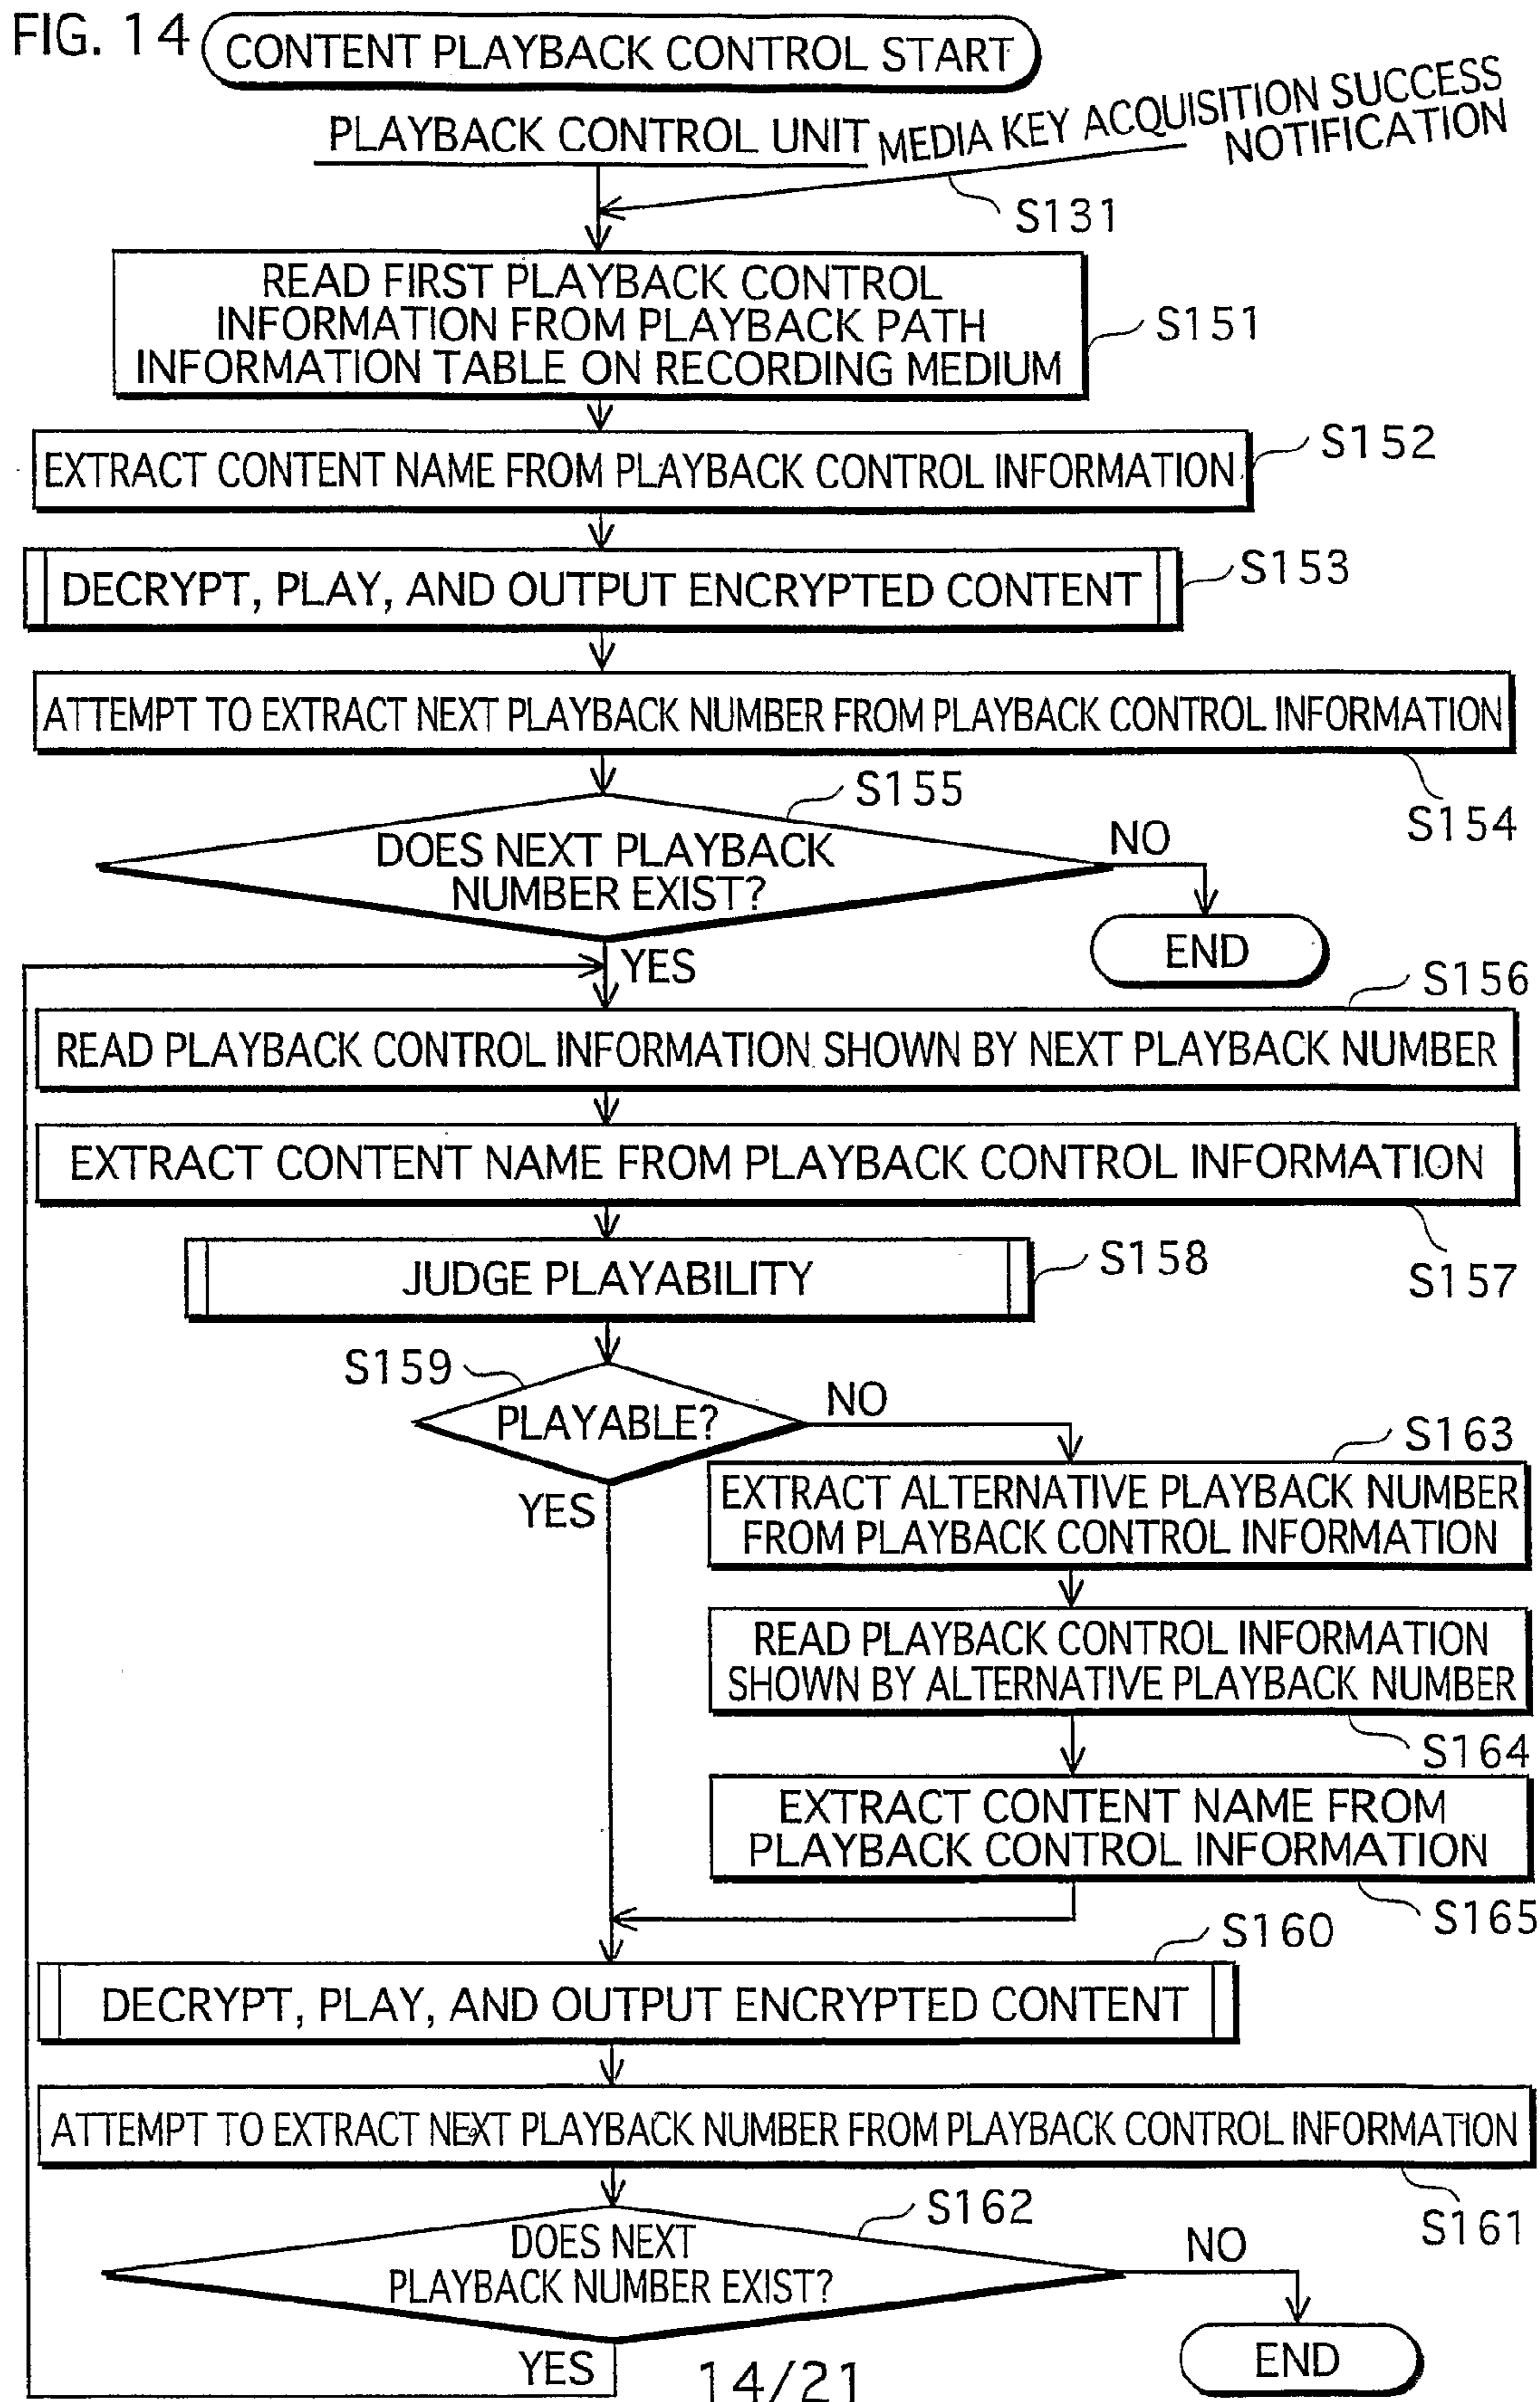 FIG. 14
CONTENT PLAYBACK CONTROL START
PLAYBACK CONTROL UNIT
MEDIA KEY ACQUISITION SUCCESS
NOTIFICATION
S131
READ FIRST PLAYBACK CONTROL
INFORMATION FROM PLAYBACK PATH
INFORMATION TABLE ON RECORDING MEDIUM
S151
EXTRACT CONTENT NAME FROM PLAYBACK CONTROL INFORMATION
S152
DECRYPT, PLAY, AND OUTPUT ENCRYPTED CONTENT
S153
ATTEMPT TO EXTRACT NEXT PLAYBACK NUMBER FROM PLAYBACK CONTROL INFORMATION
S154
S155
DOES NEXT PLAYBACK
NUMBER EXIST?
NO
END
YES
S156
READ PLAYBACK CONTROL INFORMATION SHOWN BY NEXT PLAYBACK NUMBER
EXTRACT CONTENT NAME FROM PLAYBACK CONTROL INFORMATION
S157
JUDGE PLAYABILITY
S158
S159
PLAYABLE?
NO
YES
S163
EXTRACT ALTERNATIVE PLAYBACK NUMBER
FROM PLAYBACK CONTROL INFORMATION
READ PLAYBACK CONTROL INFORMATION
SHOWN BY ALTERNATIVE PLAYBACK NUMBER
S164
EXTRACT CONTENT NAME FROM
PLAYBACK CONTROL INFORMATION
S165
S160
DECRYPT, PLAY, AND OUTPUT ENCRYPTED CONTENT
ATTEMPT TO EXTRACT NEXT PLAYBACK NUMBER FROM PLAYBACK CONTROL INFORMATION
S161
S162
DOES NEXT
PLAYBACK NUMBER EXIST?
NO
END
YES
14/21